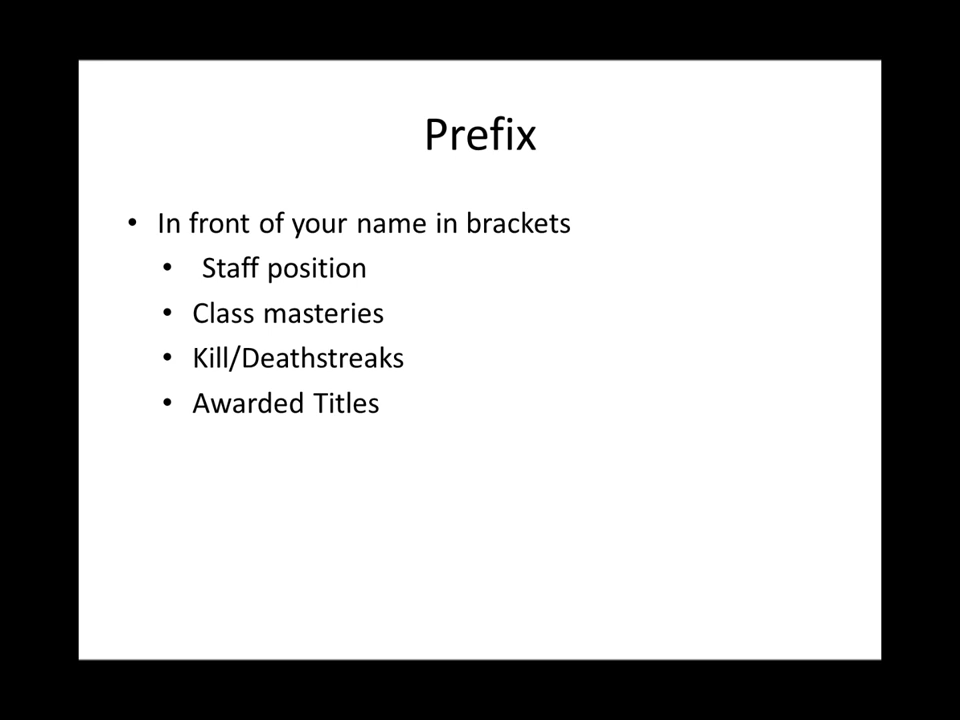 Prefix
• In front of your name in brackets
• Staff position
• Class masteries
• Kill/Deathstreaks
• Awarded Titles